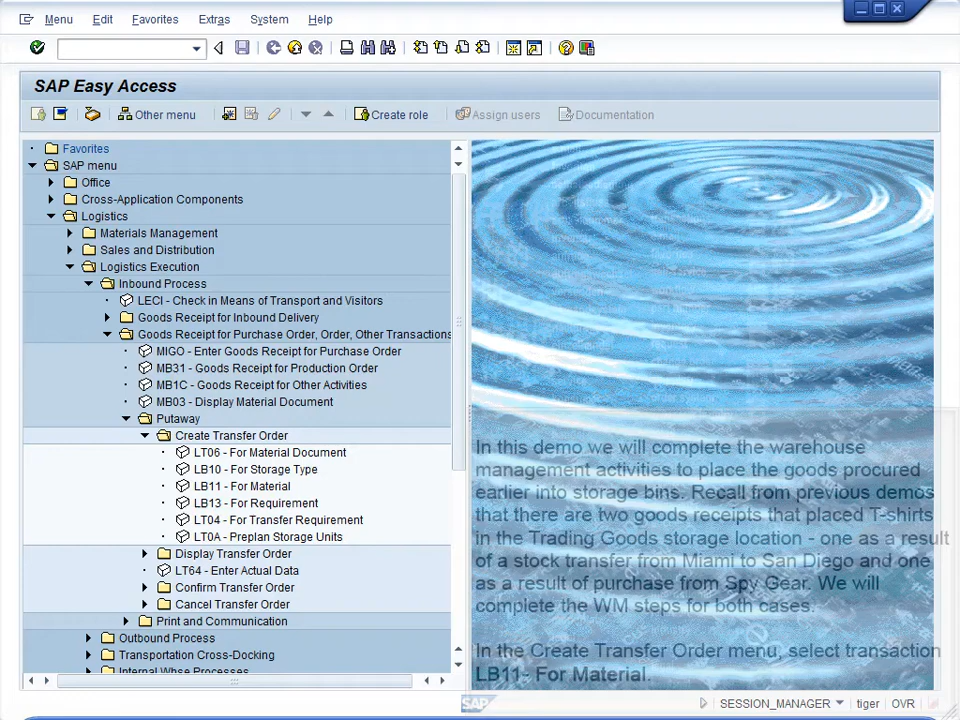 Menu Edit Favorites Extras System Help
SAP Easy Access
Other menu Create role Assign users Documentation
Favorites
SAP menu
Office
Cross-Application Components
Logistics
Materials Management
Sales and Distribution
Logistics Execution
Inbound Process
LECI - Check in Means of Transport and Visitors
Goods Receipt for Inbound Delivery
Goods Receipt for Purchase Order, Order, Other Transactions
MIGO - Enter Goods Receipt for Purchase Order
MB31 - Goods Receipt for Production Order
MB1C - Goods Receipt for Other Activities
MB03 - Display Material Document
Putaway
Create Transfer Order
LT06 - For Material Document
LB10 - For Storage Type
LB11 - For Material
LB13 - For Requirement
LT04 - For Transfer Requirement
LT0A - Preplan Storage Units
Display Transfer Order
LT64 - Enter Actual Data
Confirm Transfer Order
Cancel Transfer Order
Print and Communication
Outbound Process
Transportation Cross-Docking
Internal Whse Processes
In this demo we will complete the warehouse
management activities to place the goods procured
earlier into storage bins. Recall from previous demos
that there are two goods receipts that placed T-shirts
in the Trading Goods storage location - one as a result
of a stock transfer from Miami to San Diego and one
as a result of purchase from Spy Gear. We will
complete the WM steps for both cases.
In the Create Transfer Order menu, select transaction
LB11- For Material.
SAP
SESSION_MANAGER tiger OVR